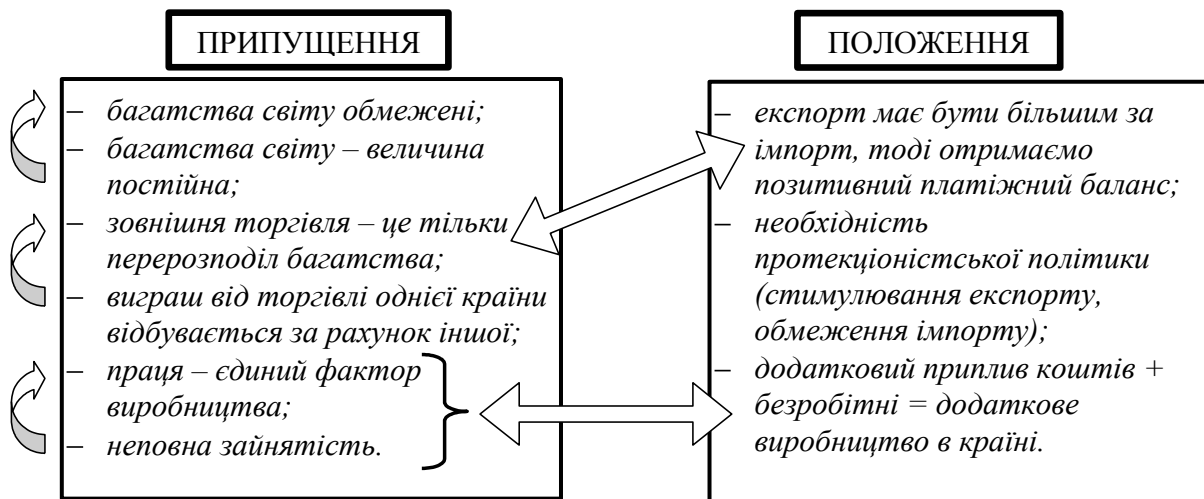 ПРИПУЩЕННЯ
– багатства світу обмежені;
– багатства світу – величина
постійна;
– зовнішня торгівля – це тільки
перерозподіл багатства;
– виграш від торгівлі однієї країни
відбувається за рахунок іншої;
– праця – єдиний фактор
виробництва;
– неповна зайнятість.
ПОЛОЖЕННЯ
– експорт має бути більшим за
імпорт, тоді отримаємо
позитивний платіжний баланс;
– необхідність
протекціоністської політики
(стимулювання експорту,
обмеження імпорту);
– додатковий приплив коштів +
безробітні = додаткове
виробництво в країні.